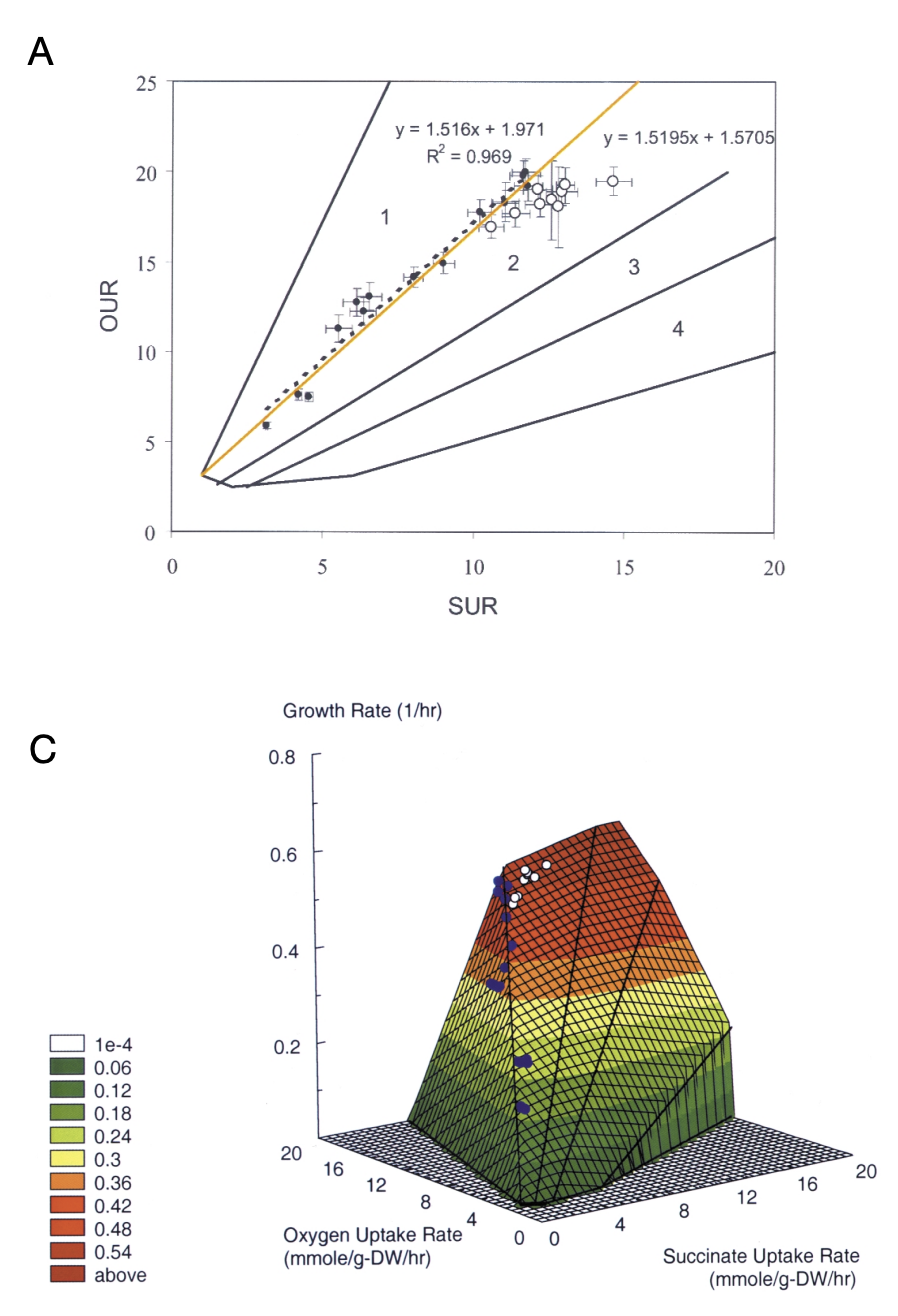 A
25
20
15
10
5
0
y = 1.516x + 1.971
R² = 0.969
y = 1.5195x + 1.5705
1
2
3
4
OUR
0 5 10 15 20
SUR
Growth Rate (1/hr)
C
0.8
0.6
0.4
0.2
20 16 12 8 4 0
0 4 8 12 16 20
Oxygen Uptake Rate
(mmole/g-DW/hr)
Succinate Uptake Rate
(mmole/g-DW/hr)
1e-4
0.06
0.12
0.18
0.24
0.3
0.36
0.42
0.48
0.54
above